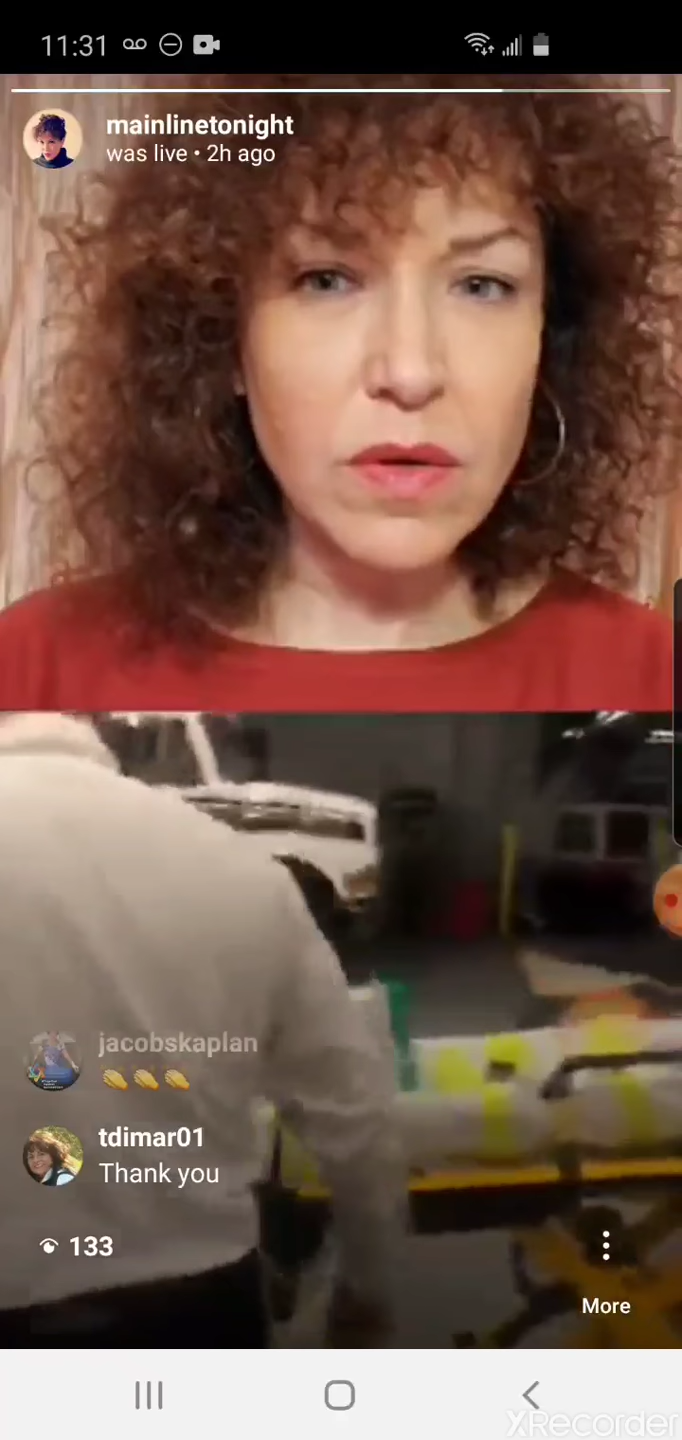 11:31
mainlinetonight
was live • 2h ago
jacobskaplan
👏👏👏
tdimar01
Thank you
133
More
XRecorder